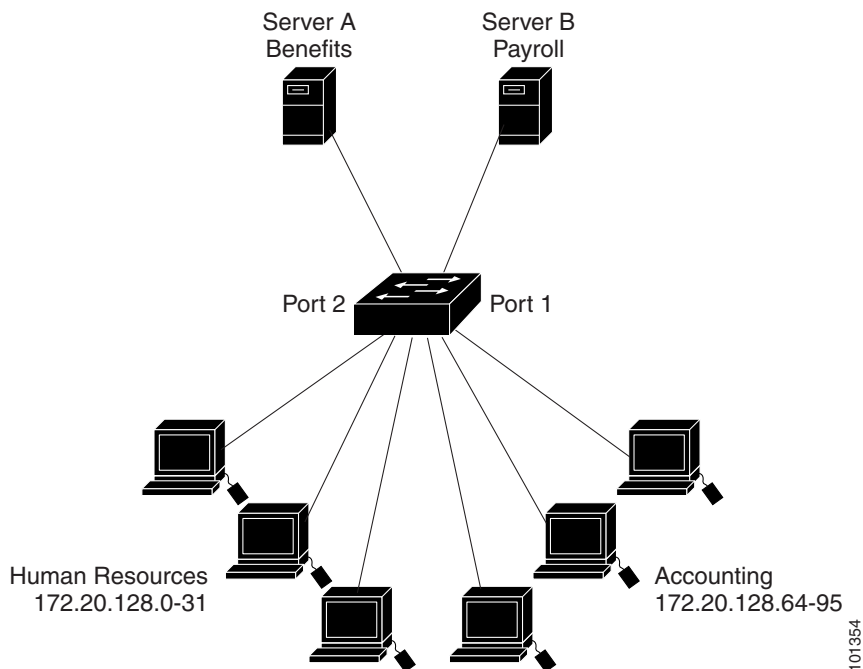 Server A
Benefits
Server B
Payroll
Port 2
Port 1
Human Resources
172.20.128.0-31
Accounting
172.20.128.64-95
101354